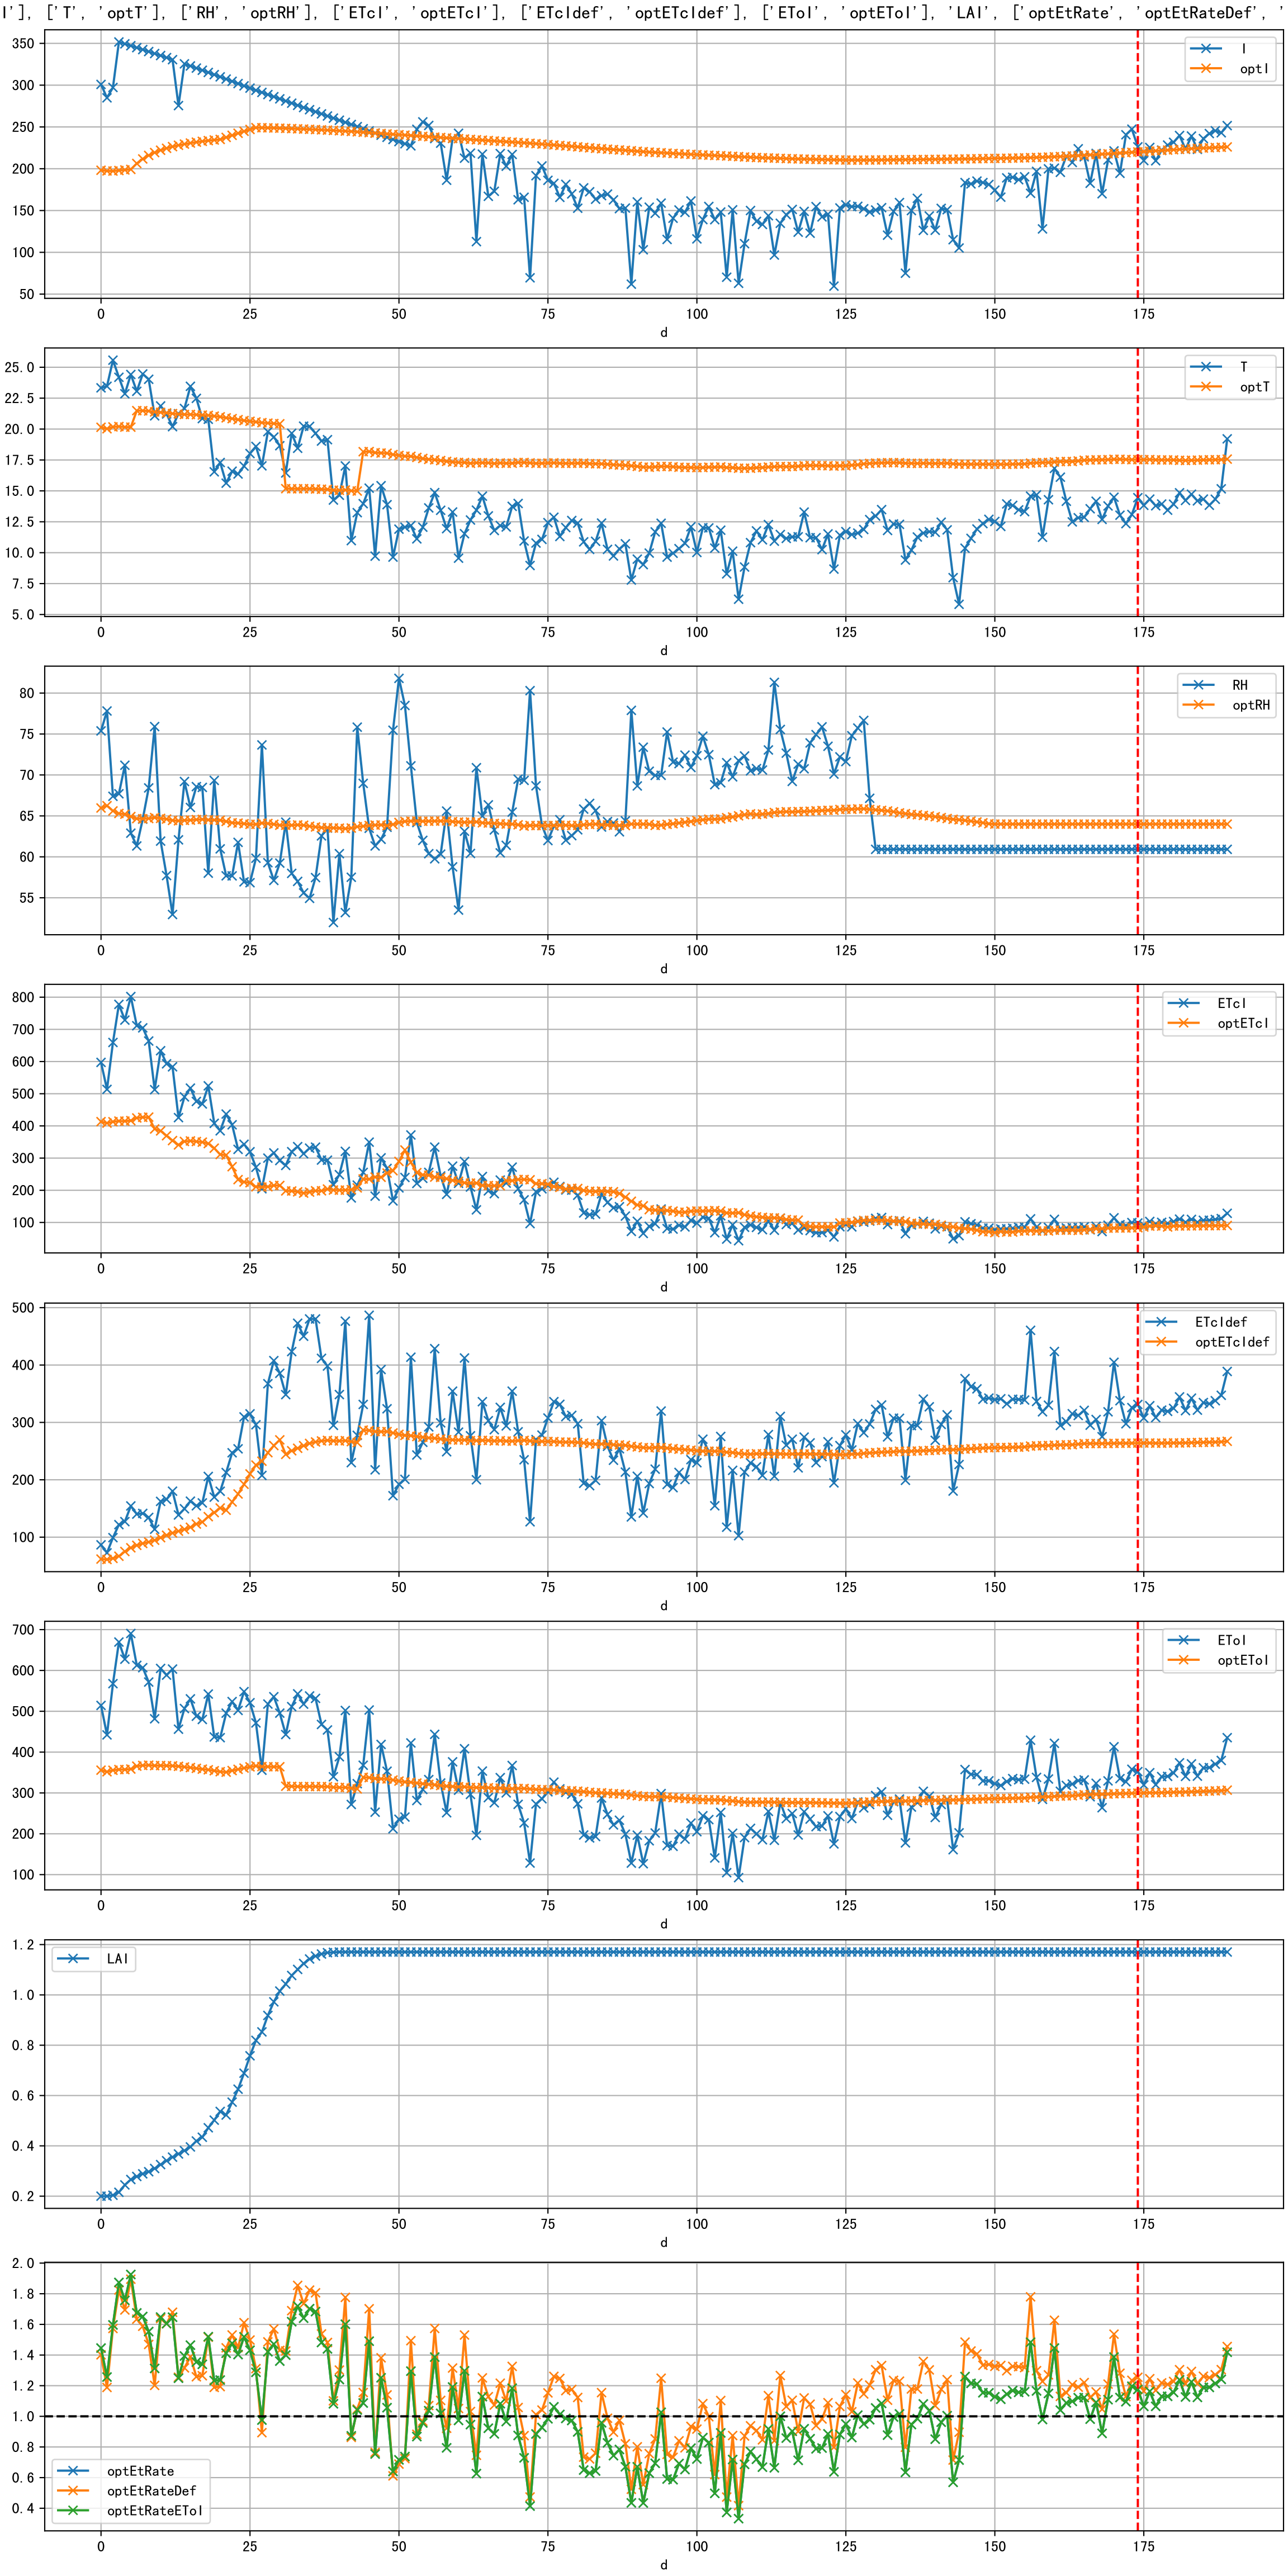 I'], ['T', 'optT'], ['RH', 'optRH'], ['ETcI', 'optETcI'], ['ETcIdef', 'optETcIdef'], ['EToI', 'optEToI'], 'LAI', ['optEtRate', 'optEtRateDef', '
350
300
250
200
150
100
50
I
optI
0 25 50 75 100 125 150 175
d
25.0
22.5
20.0
17.5
15.0
12.5
10.0
7.5
5.0
T
optT
0 25 50 75 100 125 150 175
d
80
75
70
65
60
55
RH
optRH
0 25 50 75 100 125 150 175
d
800
700
600
500
400
300
200
100
ETcI
optETcI
0 25 50 75 100 125 150 175
d
500
400
300
200
100
ETcIdef
optETcIdef
0 25 50 75 100 125 150 175
d
700
600
500
400
300
200
100
EToI
optEToI
0 25 50 75 100 125 150 175
d
1.2
1.0
0.8
0.6
0.4
0.2
LAI
0 25 50 75 100 125 150 175
d
2.0
1.8
1.6
1.4
1.2
1.0
0.8
0.6
0.4
optEtRate
optEtRateDef
optEtRateEToI
0 25 50 75 100 125 150 175
d